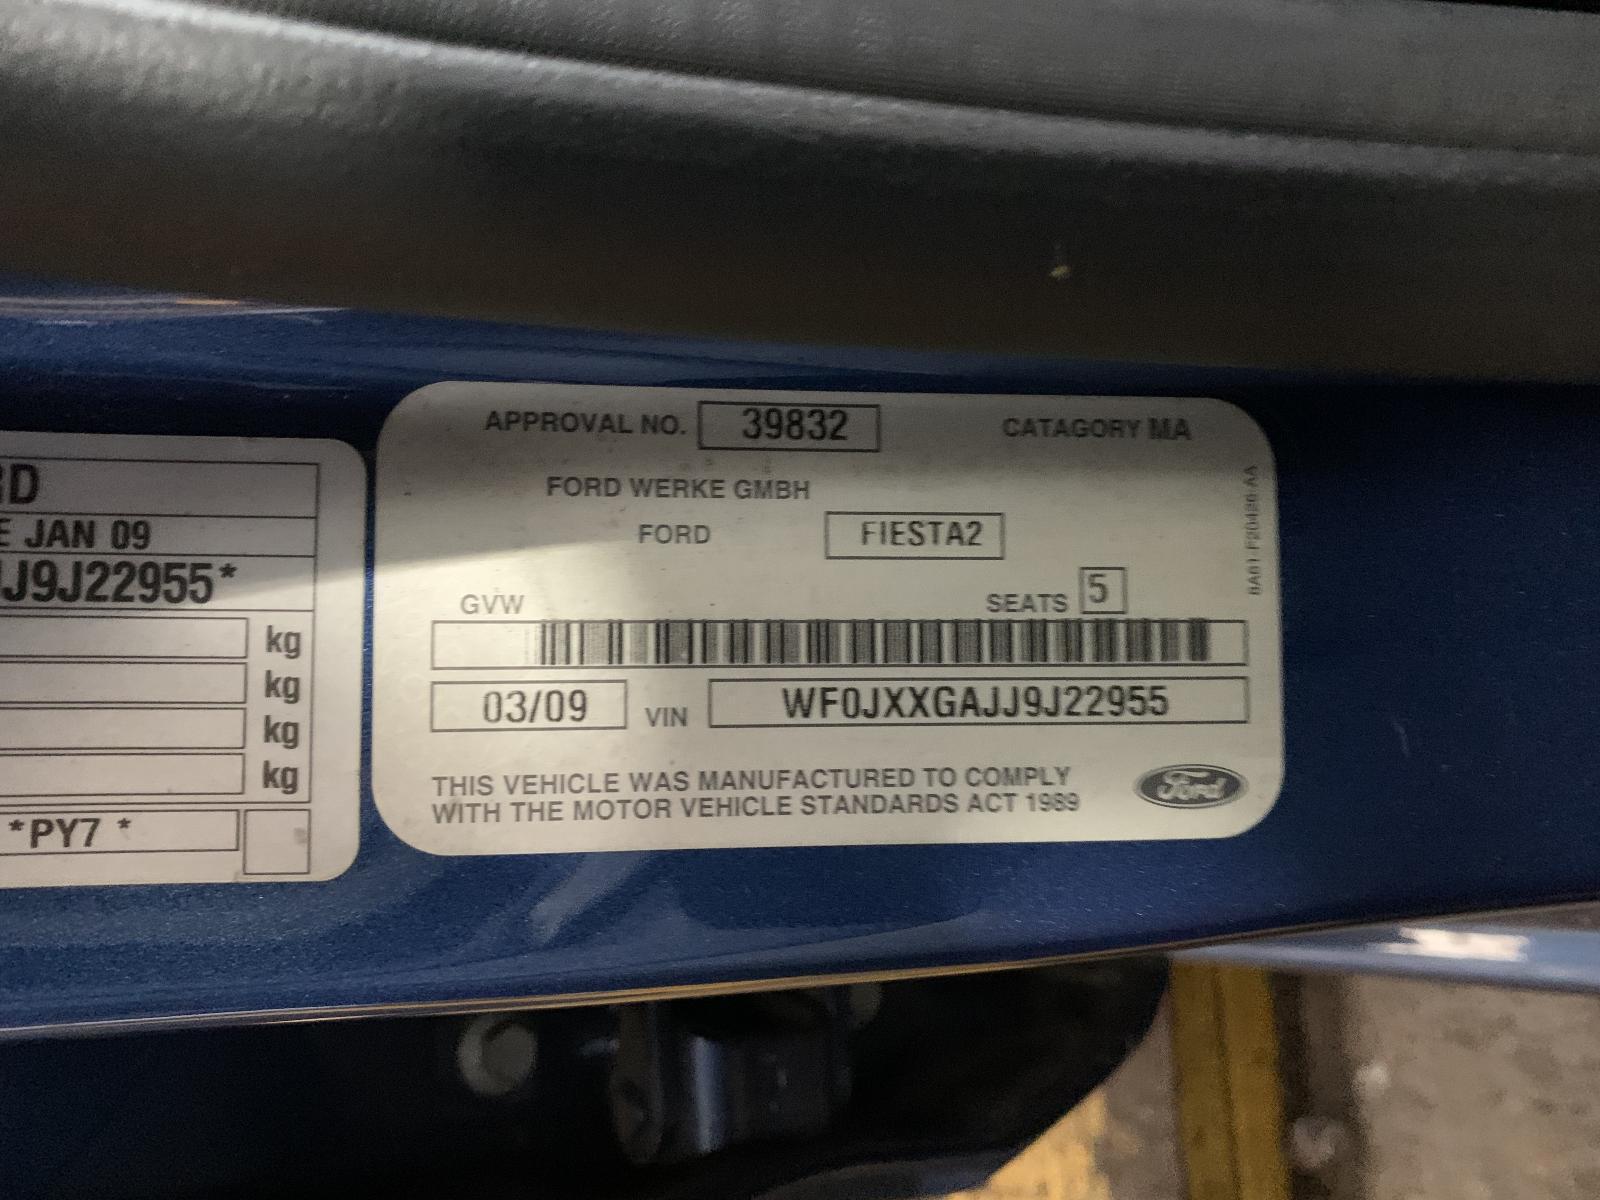 RD
E JAN 09
JJ9J22955*
kg
kg
kg
kg
*PY7 *
APPROVAL NO. 39832 CATAGORY MA
FORD WERKE GMBH
FORD FIESTA2
GVW SEATS 5
03/09 VIN WF0JXXGAJJ9J22955
THIS VEHICLE WAS MANUFACTURED TO COMPLY
WITH THE MOTOR VEHICLE STANDARDS ACT 1989
Ford